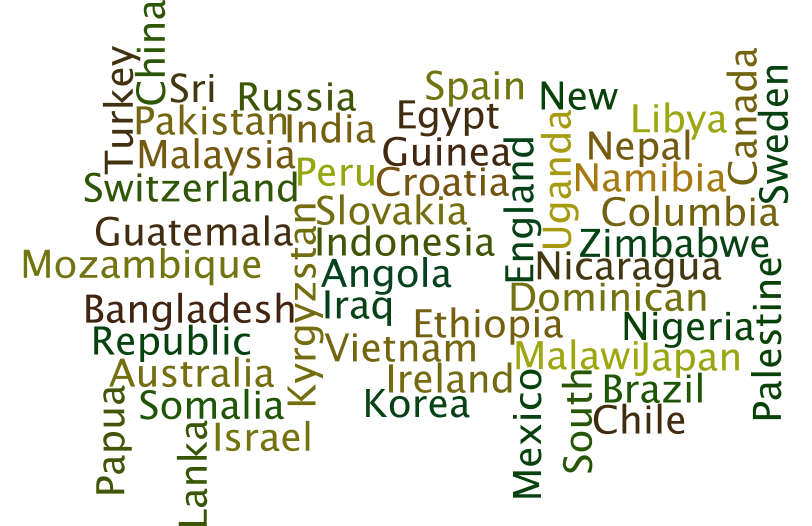 China
Turkey
Sri
Russia
Spain
New
Canada
Sweden
Pakistan
India
Egypt
Libya
Malaysia
Guinea
Nepal
Uganda
England
Switzerland
Peru
Croatia
Namibia
Slovakia
Columbia
Guatemala
Indonesia
Zimbabwe
Mozambique
Kyrgyzstan
Angola
Nicaragua
Bangladesh
Iraq
Dominican
Palestine
Republic
Ethiopia
Nigeria
Vietnam
Malawi
Japan
Australia
Ireland
Brazil
Somalia
Korea
Mexico
South
Chile
Papua
Lanka
Israel